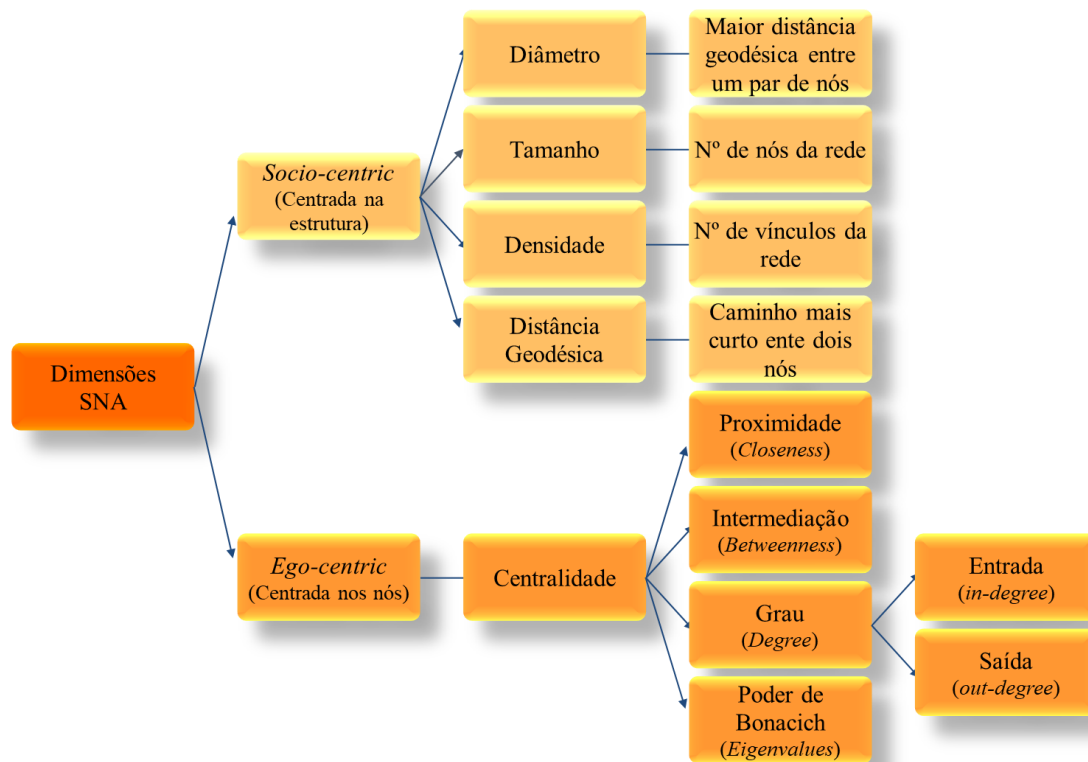 Diâmetro
Maior distância
geodésica entre
um par de nós
Tamanho
Nº de nós da rede
Socio-centric
(Centrada na
estrutura)
Densidade
Nº de vínculos da
rede
Distância
Geodésica
Caminho mais
curto ente dois
nós
Dimensões
SNA
Proximidade
(Closeness)
Intermediação
(Betweenness)
Ego-centric
(Centrada nos nós)
Centralidade
Grau
(Degree)
Entrada
(in-degree)
Saída
(out-degree)
Poder de
Bonacich
(Eigenvalues)